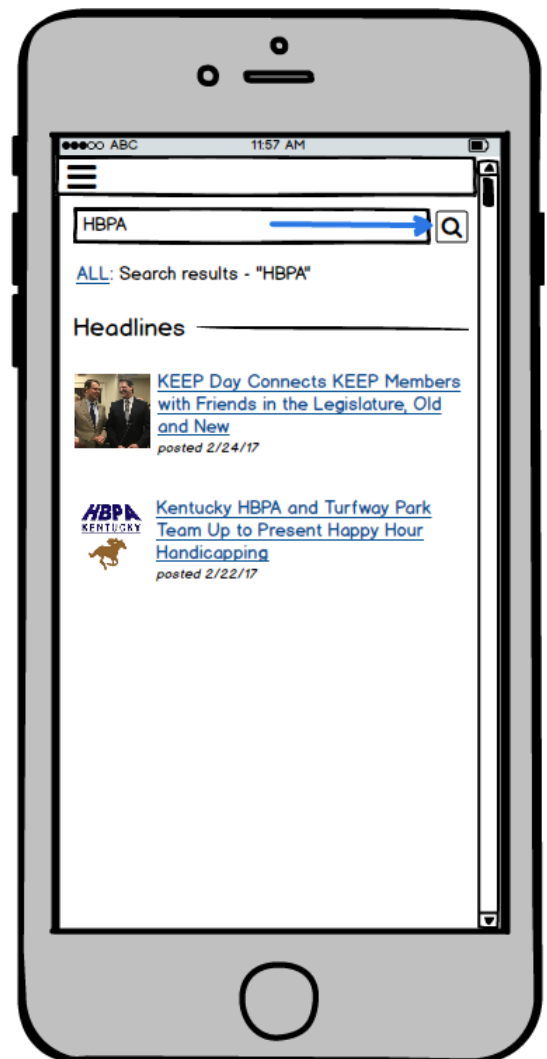 ABC 11:57 AM
HBPA
ALL: Search results - "HBPA"
Headlines
KEEP Day Connects KEEP Members
with Friends in the Legislature, Old
and New
posted 2/24/17
HBPA
KENTUCKY
Kentucky HBPA and Turfway Park
Team Up to Present Happy Hour
Handicapping
posted 2/22/17